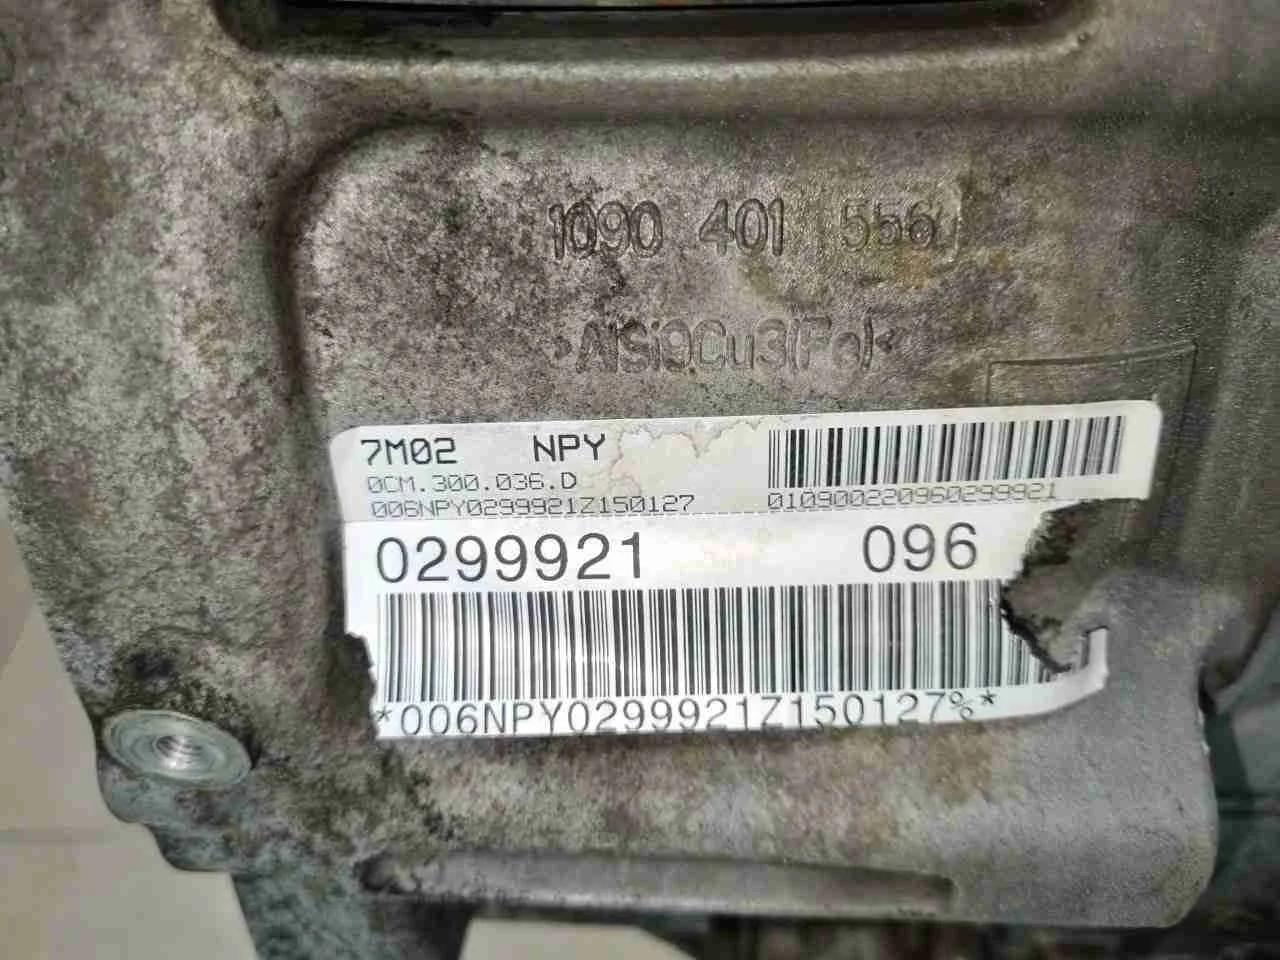 1090 401 556
>AlSi9Cu3(Fe)<
7M02 NPY
0CM.300.036.D
006NPY0299921Z150127 010900220960299921
0299921 096
*006NPY0299921Z150127%*